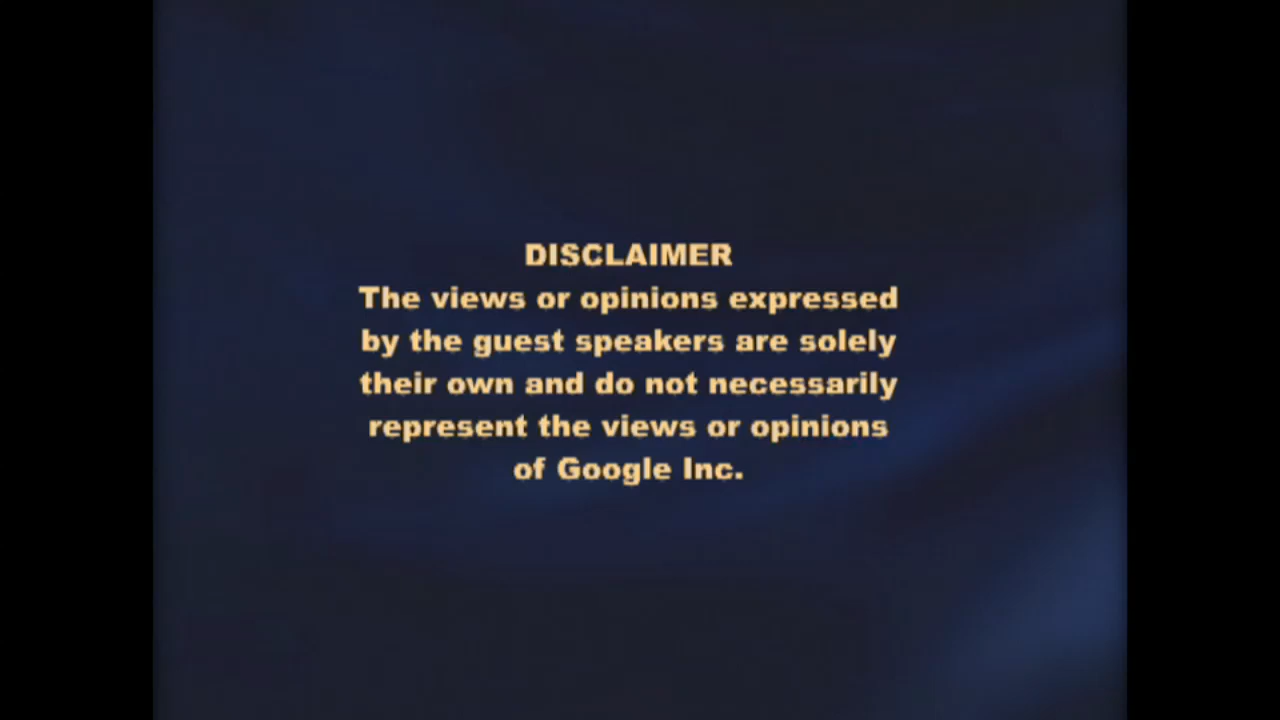 DISCLAIMER
The views or opinions expressed
by the guest speakers are solely
their own and do not necessarily
represent the views or opinions
of Google Inc.